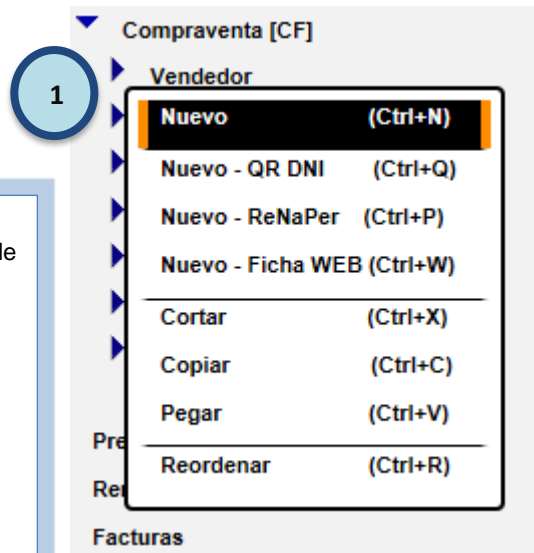 Compraventa [CF]
Vendedor
1
Nuevo (Ctrl+N)
Nuevo - QR DNI (Ctrl+Q)
Nuevo - ReNaPer (Ctrl+P)
Nuevo - Ficha WEB (Ctrl+W)
Cortar (Ctrl+X)
Copiar (Ctrl+C)
Pegar (Ctrl+V)
Reordenar (Ctrl+R)
Facturas